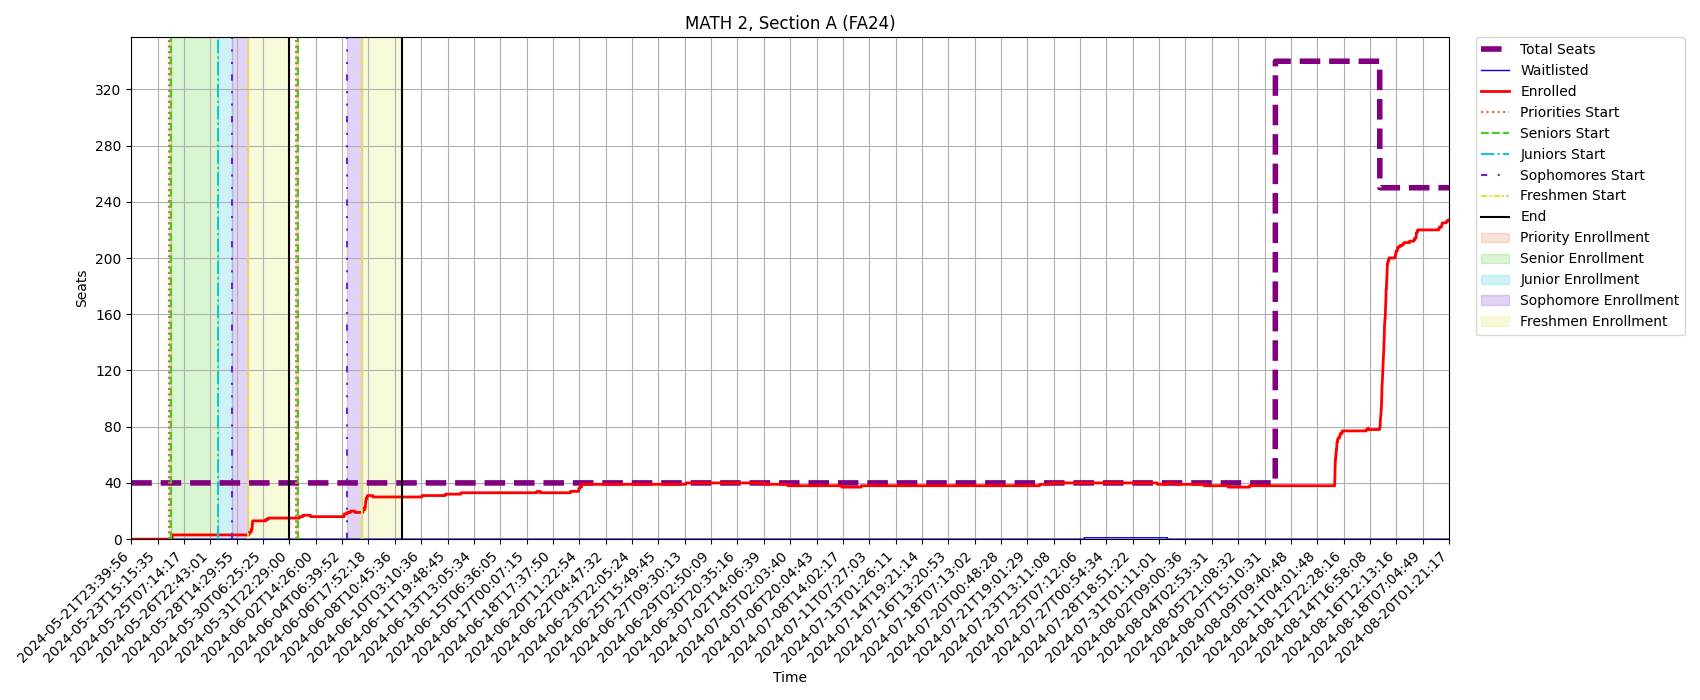 MATH 2, Section A (FA24)
Seats
320
280
240
200
160
120
80
40
0
2024-05-21T23:39:56
2024-05-23T15:15:35
2024-05-25T07:14:17
2024-05-26T22:43:01
2024-05-28T14:29:55
2024-05-30T06:25:25
2024-05-31T22:29:00
2024-06-02T14:26:00
2024-06-04T06:39:52
2024-06-06T17:52:18
2024-06-08T10:45:36
2024-06-10T03:10:36
2024-06-11T19:48:45
2024-06-13T13:05:34
2024-06-15T06:36:05
2024-06-17T00:07:15
2024-06-18T17:37:50
2024-06-20T11:22:54
2024-06-22T04:47:32
2024-06-23T22:05:24
2024-06-25T15:49:45
2024-06-27T09:30:13
2024-06-29T02:50:09
2024-06-30T20:35:16
2024-07-02T14:06:39
2024-07-05T02:03:40
2024-07-06T20:04:43
2024-07-08T14:02:17
2024-07-11T07:27:03
2024-07-13T01:26:11
2024-07-14T19:21:14
2024-07-16T13:20:53
2024-07-18T07:13:02
2024-07-20T00:48:28
2024-07-21T19:01:29
2024-07-23T13:11:08
2024-07-25T07:12:06
2024-07-27T00:54:34
2024-07-28T18:51:22
2024-07-31T01:11:01
2024-08-02T09:00:36
2024-08-04T02:53:31
2024-08-05T21:08:32
2024-08-07T15:10:31
2024-08-09T09:40:48
2024-08-11T04:01:48
2024-08-12T22:28:16
2024-08-14T16:58:08
2024-08-16T12:13:16
2024-08-18T07:04:49
2024-08-20T01:21:17
Time
Total Seats
Waitlisted
Enrolled
Priorities Start
Seniors Start
Juniors Start
Sophomores Start
Freshmen Start
End
Priority Enrollment
Senior Enrollment
Junior Enrollment
Sophomore Enrollment
Freshmen Enrollment